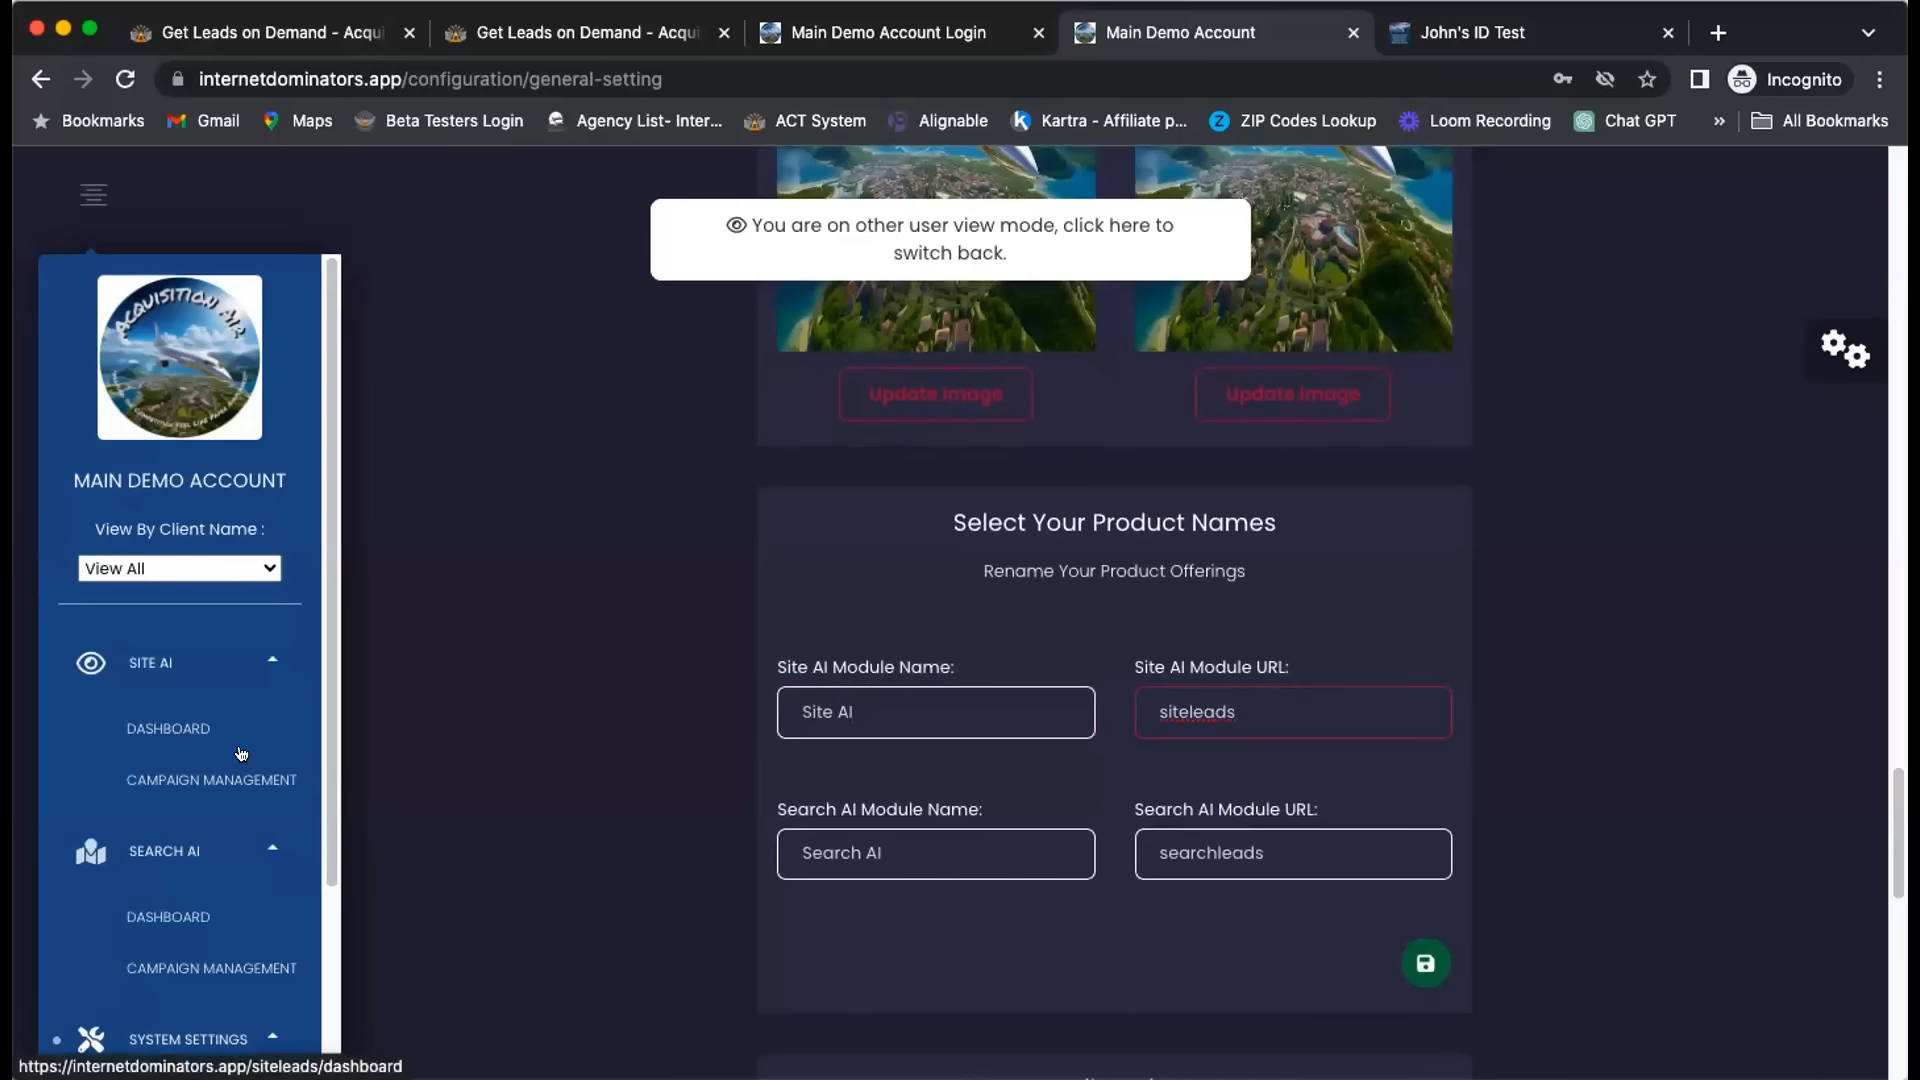 Get Leads on Demand - Acqui
Get Leads on Demand - Acqui
Main Demo Account Login
Main Demo Account
John's ID Test
internetdominators.app/configuration/general-setting
Incognito
Bookmarks
Gmail
Maps
Beta Testers Login
Agency List- Inter...
ACT System
Alignable
Kartra - Affiliate p...
ZIP Codes Lookup
Loom Recording
Chat GPT
»
All Bookmarks
You are on other user view mode, click here to
switch back.
ACQUISITION
MAIN DEMO ACCOUNT
View By Client Name :
View All
SITE AI
DASHBOARD
CAMPAIGN MANAGEMENT
SEARCH AI
DASHBOARD
CAMPAIGN MANAGEMENT
SYSTEM SETTINGS
https://internetdominators.app/siteleads/dashboard
Update Image
Update Image
Select Your Product Names
Rename Your Product Offerings
Site AI Module Name:
Site AI Module URL:
Site AI
siteleads
Search AI Module Name:
Search AI Module URL:
Search AI
searchleads